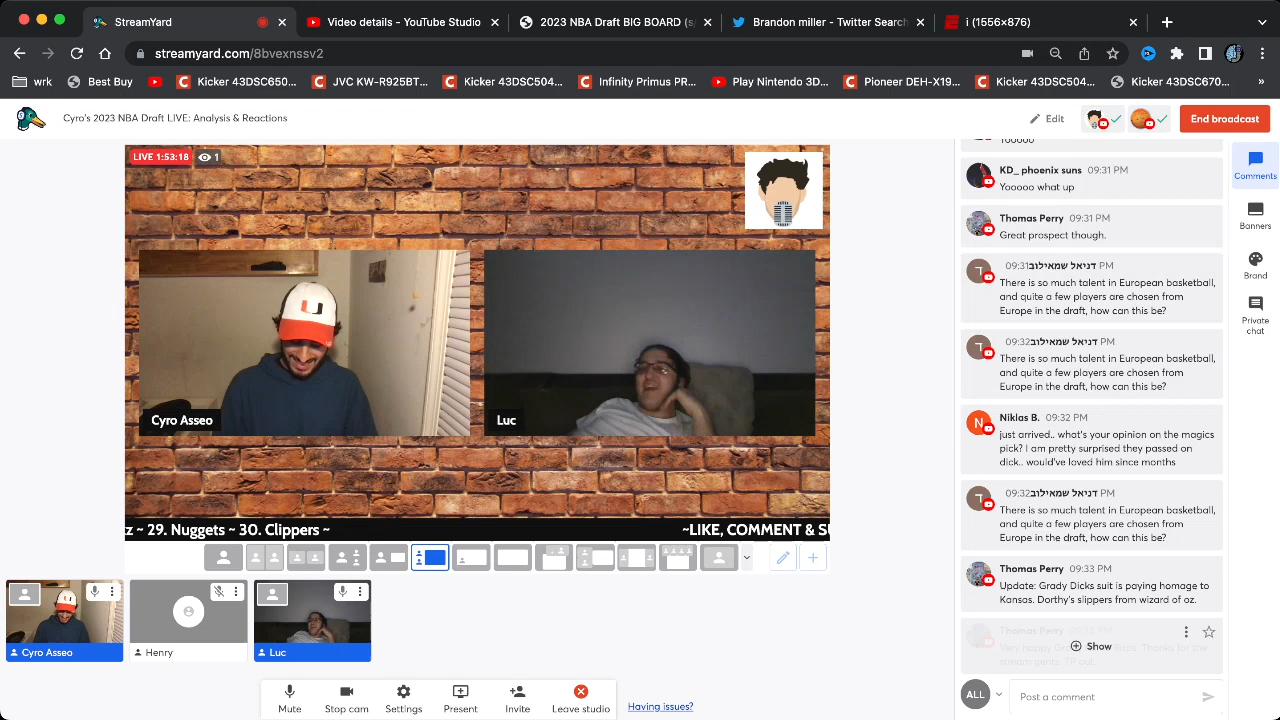 StreamYard
Video details - YouTube Studio
2023 NBA Draft BIG BOARD (s
Brandon miller - Twitter Search
i (1556×876)
streamyard.com/8bvexnssv2
wrk
Best Buy
Kicker 43DSC650...
JVC KW-R925BT...
Kicker 43DSC504...
Infinity Primus PR...
Play Nintendo 3D...
Pioneer DEH-X19...
Kicker 43DSC504...
Kicker 43DSC670...
»
Cyro's 2023 NBA Draft LIVE: Analysis & Reactions
Edit
End broadcast
LIVE 1:53:18
1
U
Cyro Asseo
Luc
z ~ 29. Nuggets ~ 30. Clippers ~
~LIKE, COMMENT & SU
Cyro Asseo
Henry
Luc
Mute
Stop cam
Settings
Present
Invite
Leave studio
Having issues?
Yooooo
KD_ phoenix suns 09:31 PM
Yooooo what up
Thomas Perry 09:31 PM
Great prospect though.
ד
דניאל שמאילוב 09:31 PM
There is so much talent in European basketball,
and quite a few players are chosen from
Europe in the draft, how can this be?
ד
דניאל שמאילוב 09:32 PM
There is so much talent in European basketball,
and quite a few players are chosen from
Europe in the draft, how can this be?
N
Niklas B. 09:32 PM
just arrived.. what's your opinion on the magics
pick? I am pretty surprised they passed on
dick.. would've loved him since months
ד
דניאל שמאילוב 09:32 PM
There is so much talent in European basketball,
and quite a few players are chosen from
Europe in the draft, how can this be?
Thomas Perry 09:33 PM
Update: Grady Dicks suit is paying homage to
Kansas. Dorthy's slippers from wizard of oz.
Thomas Perry 09:33 PM
Show
ALL
Post a comment
Comments
Banners
Brand
Private
chat